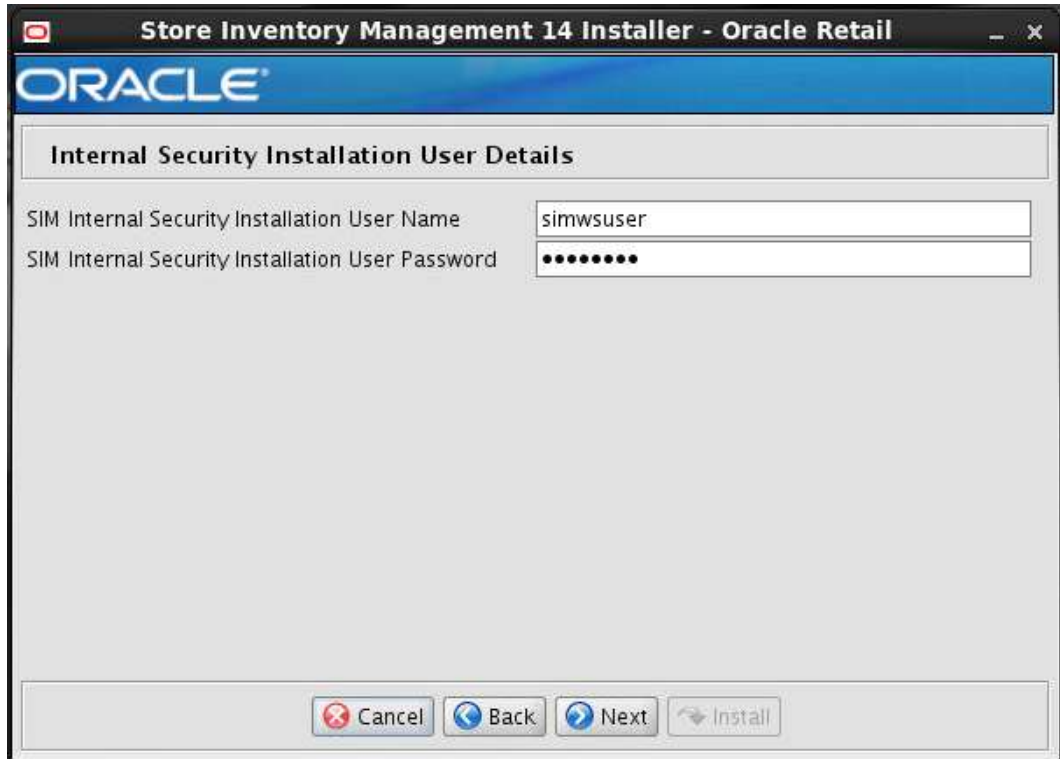 Store Inventory Management 14 Installer - Oracle Retail
ORACLE®
Internal Security Installation User Details
SIM Internal Security Installation User Name simwsuser
SIM Internal Security Installation User Password ••••••••
Cancel Back Next Install